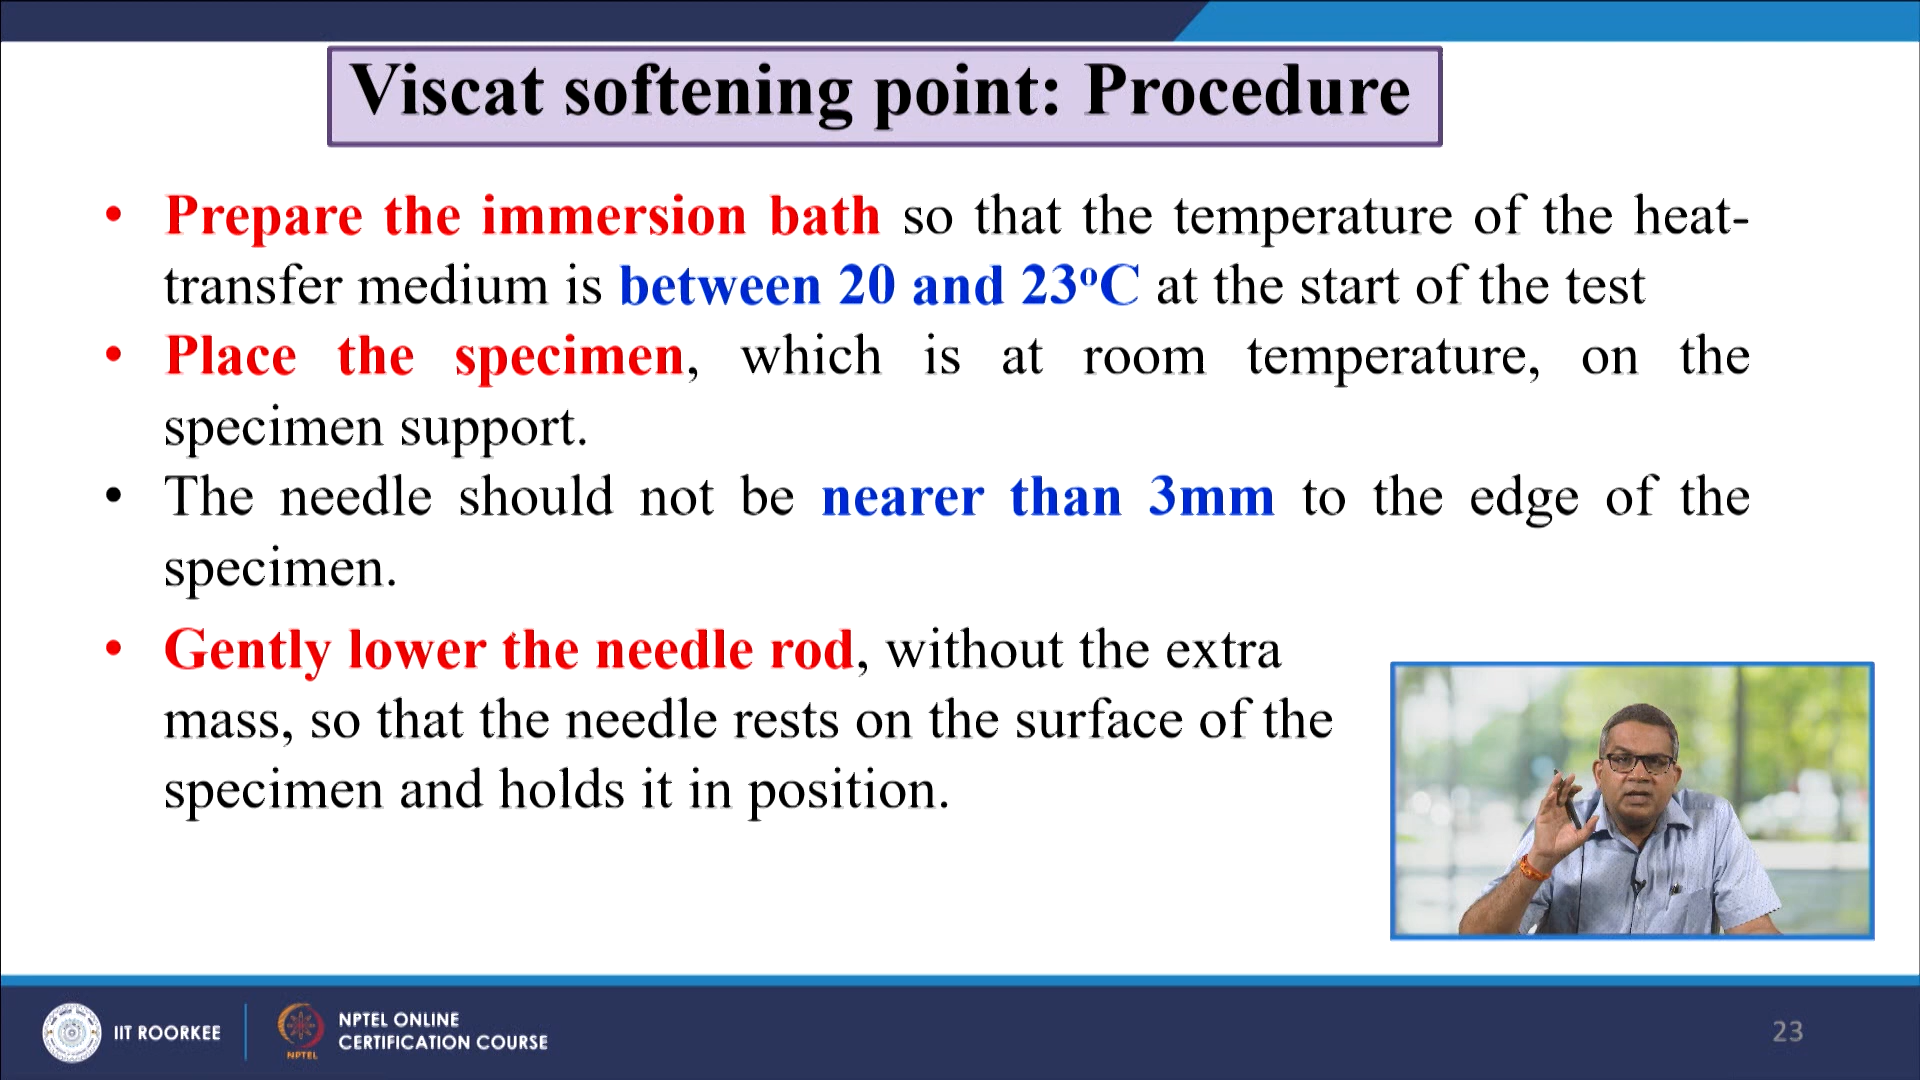 Viscat softening point: Procedure
• Prepare the immersion bath so that the temperature of the heat-
transfer medium is between 20 and 23ºC at the start of the test
• Place the specimen, which is at room temperature, on the
specimen support.
• The needle should not be nearer than 3mm to the edge of the
specimen.
• Gently lower the needle rod, without the extra
mass, so that the needle rests on the surface of the
specimen and holds it in position.
IIT ROORKEE
NPTEL
NPTEL ONLINE
CERTIFICATION COURSE
23